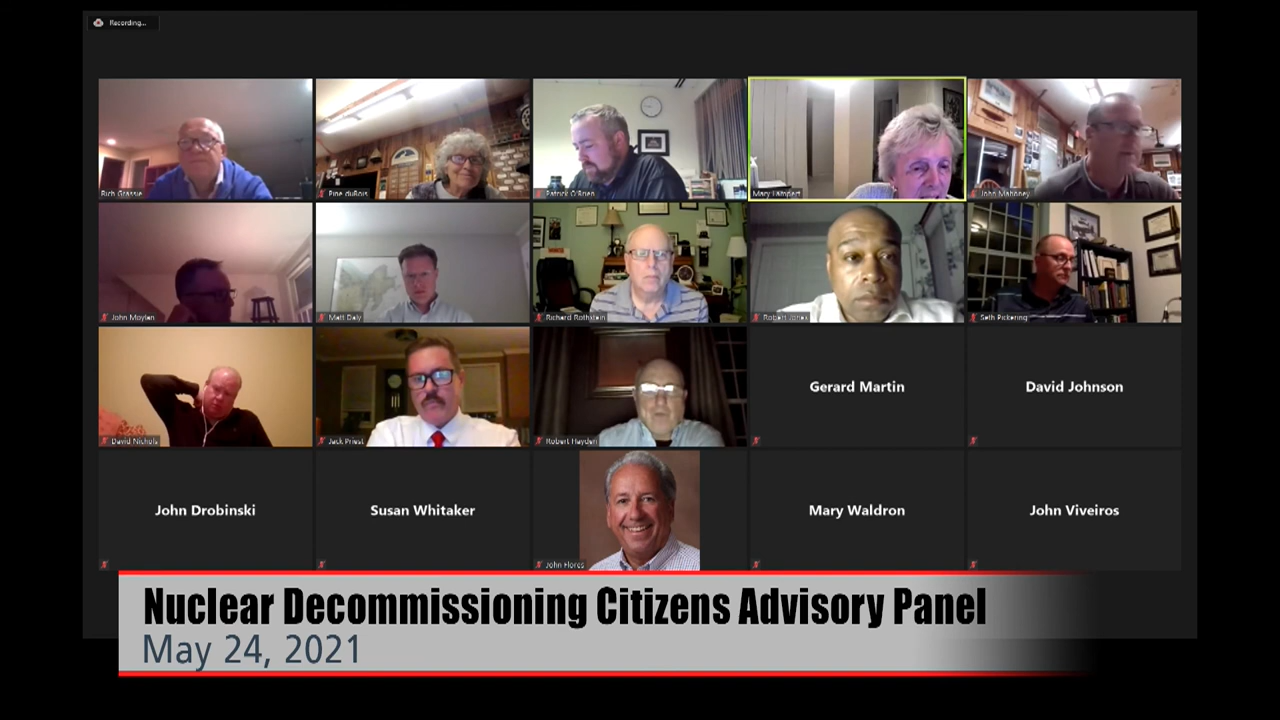 Recording...
Rich Grassie
Pine duBois
Patrick O'Brien
Mary Lampert
John Mahoney
John Moylan
Matt Daly
Richard Rothstein
Robert Jones
Seth Pickering
David Nichols
Jack Priest
Robert Hayden
Gerard Martin
David Johnson
John Drobinski
Susan Whitaker
John Flores
Mary Waldron
John Viveiros
Nuclear Decommissioning Citizens Advisory Panel
May 24, 2021